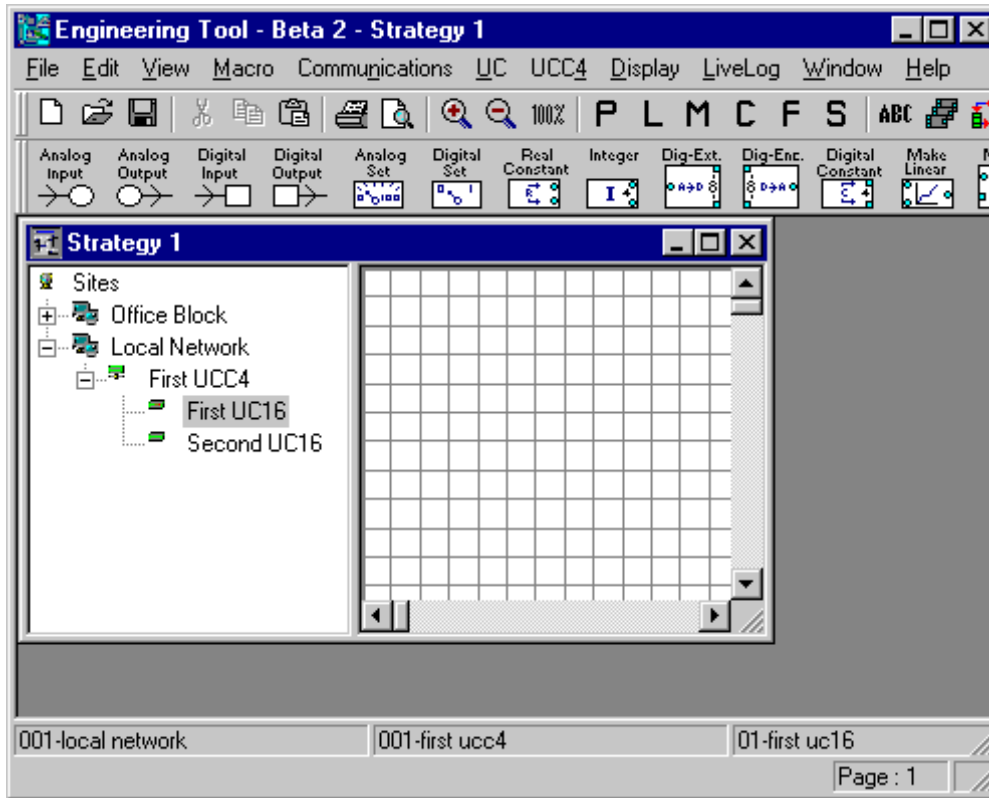 Engineering Tool - Beta 2 - Strategy 1
File Edit View Macro Communications UC UCC4 Display LiveLog Window Help
100% P L M C F S ABC
Analog Input Analog Output Digital Input Digital Output Analog Set Digital Set Real Constant Integer Dig-Ext. Dig-Enc. Digital Constant Make Linear
Strategy 1
Sites
Office Block
Local Network
First UCC4
First UC16
Second UC16
001-local network 001-first ucc4 01-first uc16
Page : 1